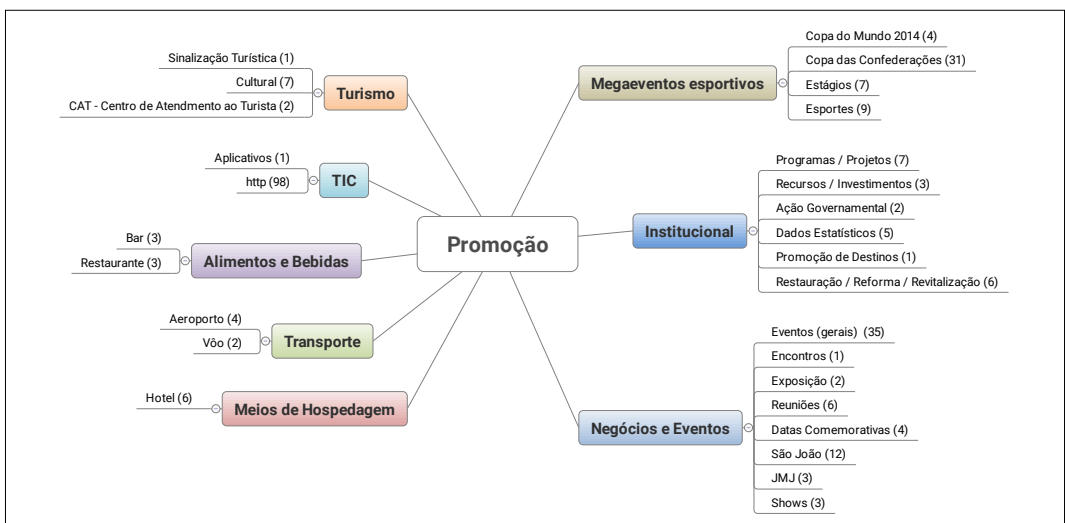 Promoção
Turismo
Sinalização Turística (1)
Cultural (7)
CAT - Centro de Atendmento ao Turista (2)
TIC
Aplicativos (1)
http (98)
Alimentos e Bebidas
Bar (3)
Restaurante (3)
Transporte
Aeroporto (4)
Vôo (2)
Meios de Hospedagem
Hotel (6)
Megaeventos esportivos
Copa do Mundo 2014 (4)
Copa das Confederações (31)
Estágios (7)
Esportes (9)
Institucional
Programas / Projetos (7)
Recursos / Investimentos (3)
Ação Governamental (2)
Dados Estatísticos (5)
Promoção de Destinos (1)
Restauração / Reforma / Revitalização (6)
Negócios e Eventos
Eventos (gerais) (35)
Encontros (1)
Exposição (2)
Reuniões (6)
Datas Comemorativas (4)
São João (12)
JMJ (3)
Shows (3)